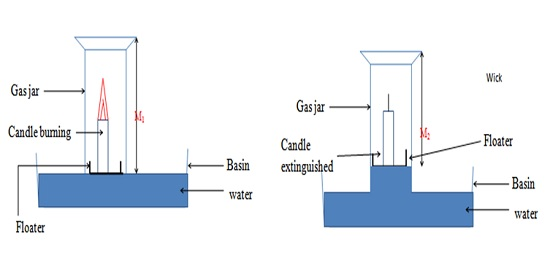 Gas jar
M1
Candle burning
Basin
water
Floater
Wick
Gas jar
M2
Candle
extinguished
Floater
Basin
water